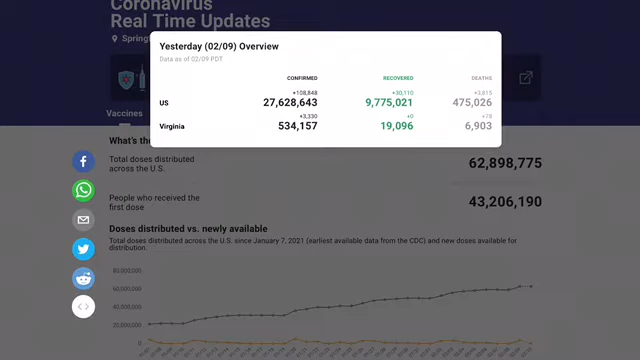 Coronavirus
Real Time Updates
Yesterday (02/09) Overview
Data as of 02/09 PDT
CONFIRMED RECOVERED DEATHS
+108,848 +30,110 +3,815
US 27,628,643 9,775,021 475,026
+3,330 +0 +78
Virginia 534,157 19,096 6,903
Vaccines
Total doses distributed
across the U.S.
62,898,775
People who received the
first dose
43,206,190
Doses distributed vs. newly available
Total doses distributed across the U.S. since January 7, 2021 (earliest available data from the CDC) and new doses available for
distribution.
80,000,000
60,000,000
40,000,000
20,000,000
0